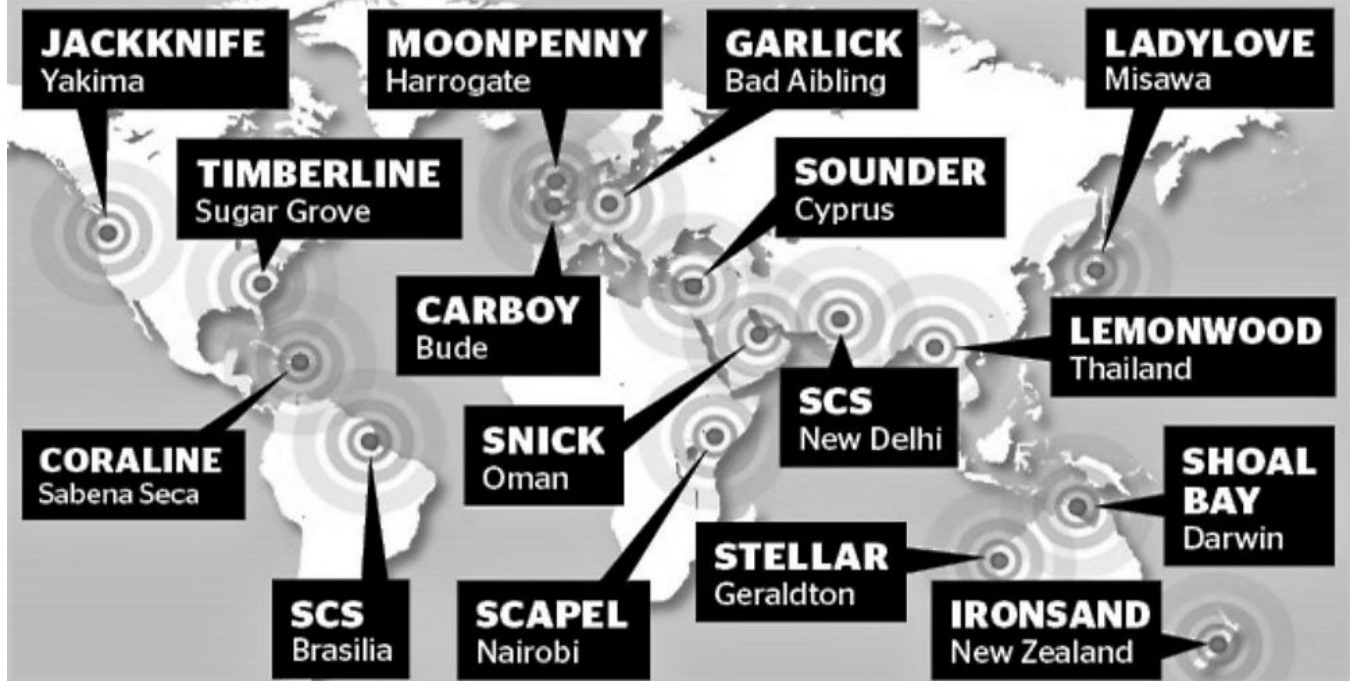 JACKKNIFE
Yakima
MOONPENNY
Harrogate
GARLICK
Bad Aibling
LADYLOVE
Misawa
TIMBERLINE
Sugar Grove
SOUNDER
Cyprus
CARBOY
Bude
LEMONWOOD
Thailand
SCS
New Delhi
SNICK
Oman
CORALINE
Sabena Seca
SHOAL
BAY
Darwin
STELLAR
Geraldton
SCS
Brasilia
SCAPEL
Nairobi
IRONSAND
New Zealand